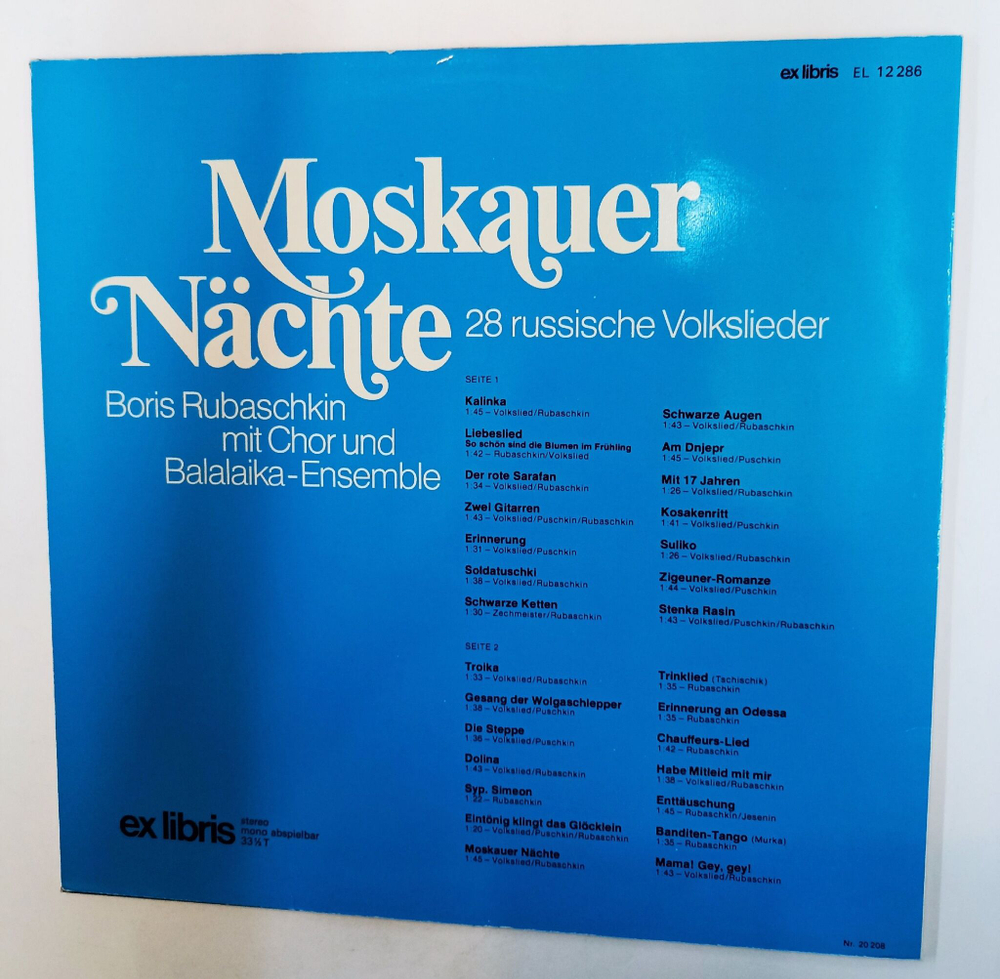 ex libris EL 12 286
Moskauer
Nächte
28 russische Volkslieder
Boris Rubaschkin
mit Chor und
Balalaika-Ensemble
SEITE 1
Kalinka
1:45 – Volkslied/Rubaschkin
Liebeslied
So schön sind die Blumen im Frühling
1:42 – Rubaschkin/Volkslied
Der rote Sarafan
1:34 – Volkslied/Rubaschkin
Zwei Gitarren
1:43 – Volkslied/Puschkin/Rubaschkin
Erinnerung
1:31 – Volkslied/Puschkin
Soldatuschki
1:38 – Volkslied/Rubaschkin
Schwarze Ketten
1:30 – Zechmeister/Rubaschkin
Schwarze Augen
1:43 – Volkslied/Rubaschkin
Am Dnjepr
1:45 – Volkslied/Puschkin
Mit 17 Jahren
1:26 – Volkslied/Rubaschkin
Kosakenritt
1:41 – Volkslied/Puschkin
Suliko
1:26 – Volkslied/Rubaschkin
Zigeuner-Romanze
1:44 – Volkslied/Puschkin
Stenka Rasin
1:43 – Volkslied/Puschkin/Rubaschkin
SEITE 2
Troika
1:33 – Volkslied/Rubaschkin
Gesang der Wolgaschlepper
1:38 – Volkslied/Puschkin
Die Steppe
1:36 – Volkslied/Puschkin
Dolina
1:43 – Volkslied/Rubaschkin
Syp. Simeon
1:22 – Rubaschkin
Eintönig klingt das Glöcklein
1:20 – Volkslied/Puschkin/Rubaschkin
Moskauer Nächte
1:48 – Volkslied/Rubaschkin
Trinklied (Tschischik)
1:35 – Rubaschkin
Erinnerung an Odessa
1:35 – Rubaschkin
Chauffeurs-Lied
1:42 – Rubaschkin
Habe Mitleid mit mir
1:38 – Volkslied/Rubaschkin
Enttäuschung
1:45 – Rubaschkin/Jesenin
Banditen-Tango (Murka)
1:35 – Rubaschkin
Mama! Gey, gey!
1:43 – Volkslied/Rubaschkin
ex libris
stereo
mono abspielbar
33 ⅓ T
Nr. 20 208